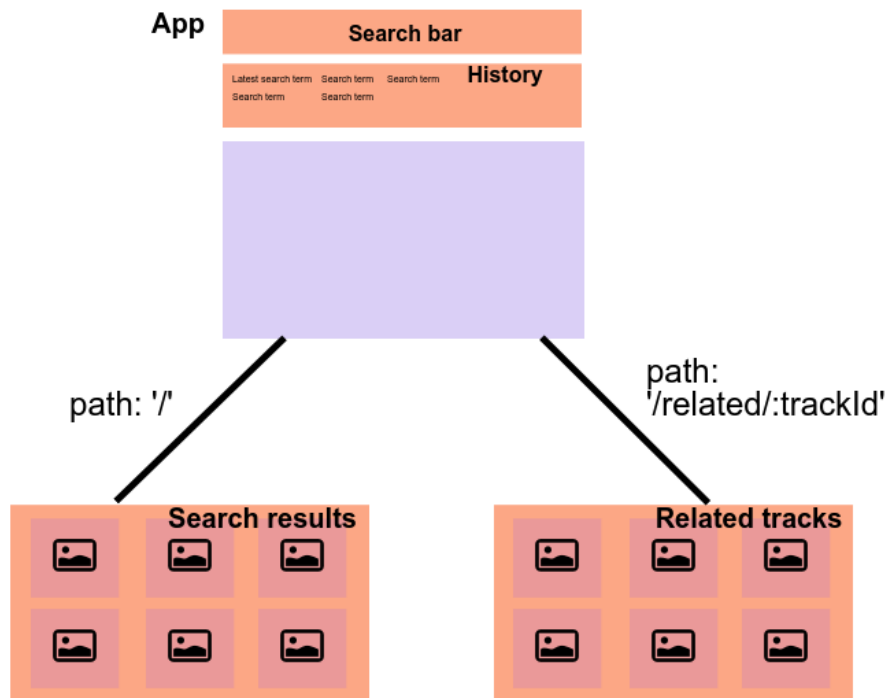 App
Search bar
History
Latest search term Search term Search term
Search term Search term
path: '/'
path:
'/related/:trackId'
Search results
Related tracks